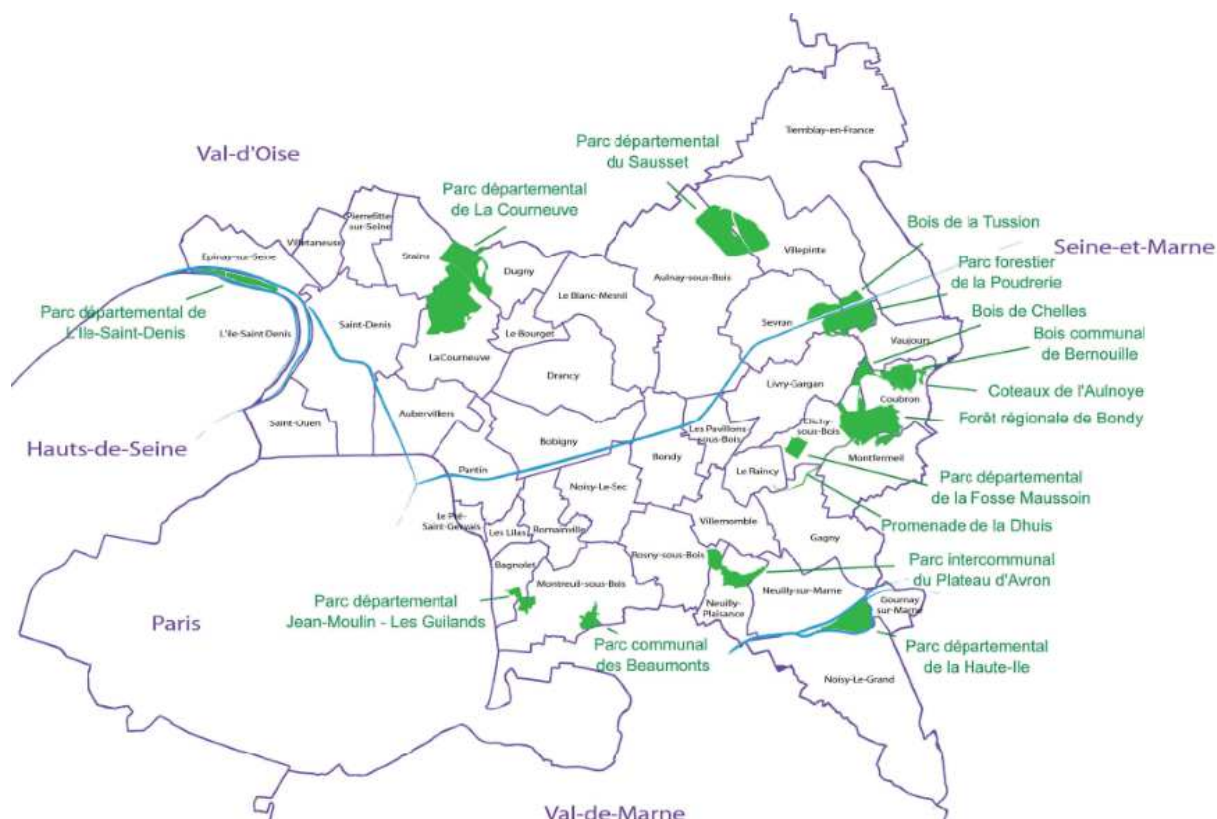 Tremblay-en-France
Parc départemental
du Sausset
Val-d'Oise
Parc départemental
de La Courneuve
Pierrefitte-
sur-Seine
Villetaneuse
Stains
Epinay-sur-Seine
Dugny
Villepinte
Bois de la Tussion
Seine-et-Marne
Aulnay-sous-Bois
Parc forestier
de la Poudrerie
Le Blanc-Mesnil
Parc départemental de
L'Ile-Saint-Denis
L'ile-Saint Denis
Saint-Denis
Le Bourget
Sevran
Bois de Chelles
Vaujours
Bois communal
de Bernouille
La Courneuve
Drancy
Livry-Gargan
Coteaux de l'Aulnoye
Coubron
Aubervilliers
Forêt régionale de Bondy
Saint-Ouen
Clichy-
sous-Bois
Les Pavillons-
sous-Bois
Hauts-de-Seine
Bobigny
Bondy
Montfermeil
Pantin
Le Raincy
Parc départemental
de la Fosse Maussoin
Noisy-Le-Sec
Le Pré-
Saint-Gervais
Les Lilas
Romainville
Villemomble
Promenade de la Dhuis
Gagny
Rosny-sous-Bois
Bagnolet
Parc intercommunal
du Plateau d'Avron
Montreuil-sous-Bois
Neuilly-sur-Marne
Parc départemental
Jean-Moulin - Les Guilands
Neuilly-
Plaisance
Gournay
sur-Marne
Paris
Parc communal
des Beaumonts
Parc départemental
de la Haute-Ile
Noisy-Le-Grand
Val-de-Marne